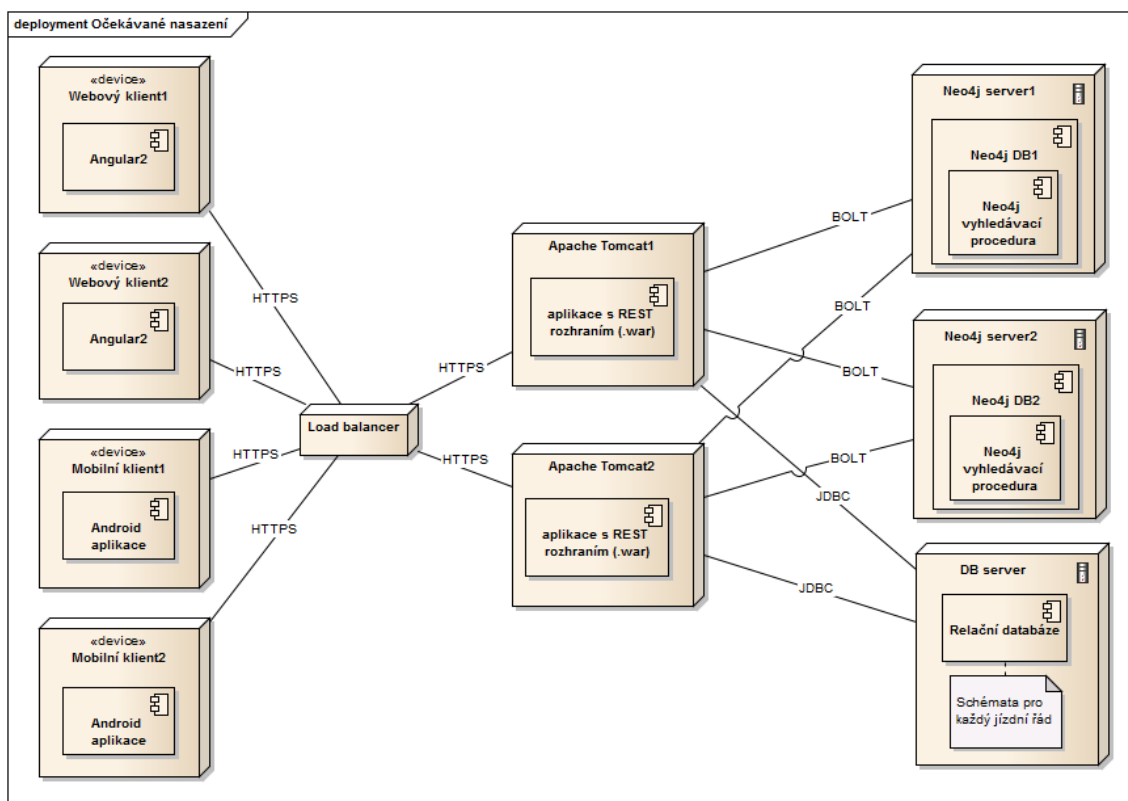 deployment Očekávané nasazení
«device»
Webový klient1
Angular2
«device»
Webový klient2
Angular2
«device»
Mobilní klient1
Android
aplikace
«device»
Mobilní klient2
Android
aplikace
HTTPS
HTTPS
HTTPS
HTTPS
Load balancer
HTTPS
HTTPS
Apache Tomcat1
aplikace s REST
rozhraním (.war)
Apache Tomcat2
aplikace s REST
rozhraním (.war)
BOLT
BOLT
BOLT
BOLT
JDBC
JDBC
Neo4j server1
Neo4j DB1
Neo4j
vyhledávací
procedura
Neo4j server2
Neo4j DB2
Neo4j
vyhledávací
procedura
DB server
Relační databáze
Schémata pro
každý jízdní řád